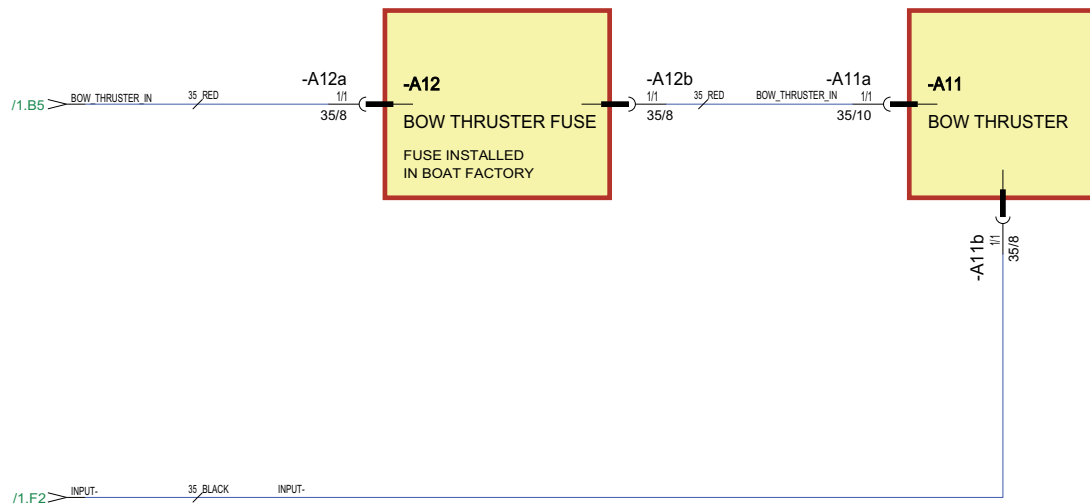 /1.B5
BOW_THRUSTER_IN
35_RED
-A12a
1/1
35/8
-A12
BOW THRUSTER FUSE
FUSE INSTALLED
IN BOAT FACTORY
-A12b
1/1
35/8
35_RED
BOW_THRUSTER_IN
-A11a
1/1
35/10
-A11
BOW THRUSTER
-A11b
1/1
35/8
/1.F2
INPUT-
35_BLACK
INPUT-